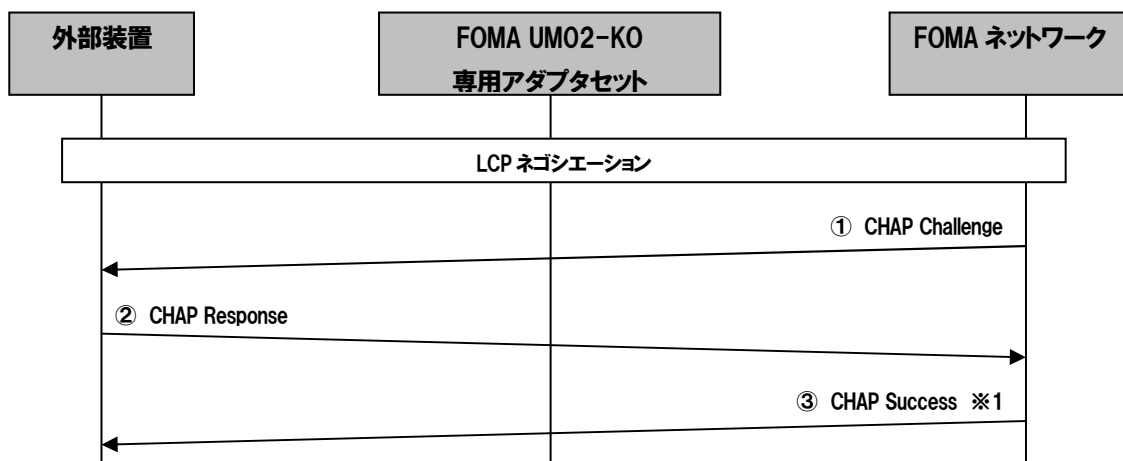 外部装置
FOMA UM02-KO
専用アダプタセット
FOMA ネットワーク
LCP ネゴシエーション
① CHAP Challenge
② CHAP Response
③ CHAP Success ※1